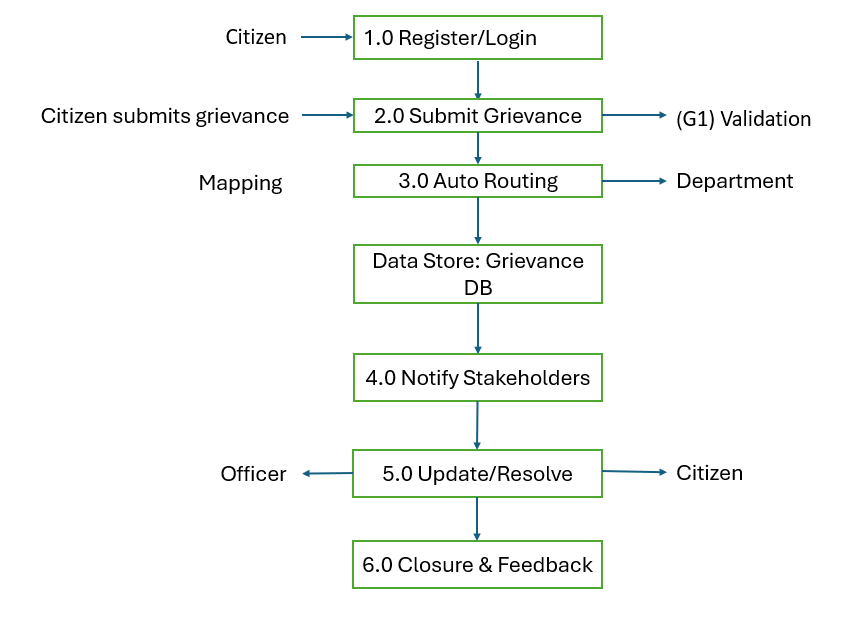 Citizen
1.0 Register/Login
Citizen submits grievance
2.0 Submit Grievance
(G1) Validation
Mapping
3.0 Auto Routing
Department
Data Store: Grievance
DB
4.0 Notify Stakeholders
Officer
5.0 Update/Resolve
Citizen
6.0 Closure & Feedback